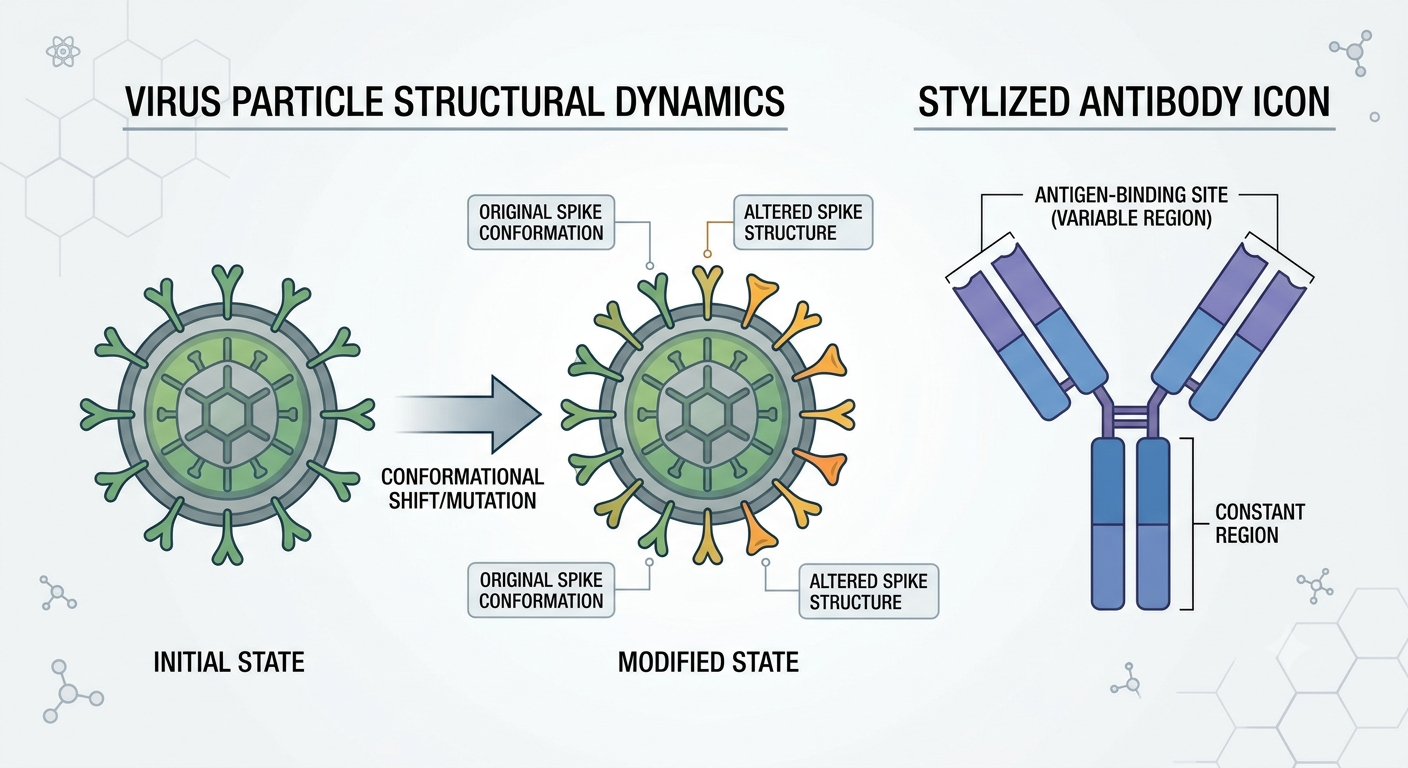 VIRUS PARTICLE STRUCTURAL DYNAMICS
ORIGINAL SPIKE
CONFORMATION
ALTERED SPIKE
STRUCTURE
CONFORMATIONAL
SHIFT/MUTATION
ORIGINAL SPIKE
CONFORMATION
ALTERED SPIKE
STRUCTURE
INITIAL STATE
MODIFIED STATE
STYLIZED ANTIBODY ICON
ANTIGEN-BINDING SITE
(VARIABLE REGION)
CONSTANT
REGION